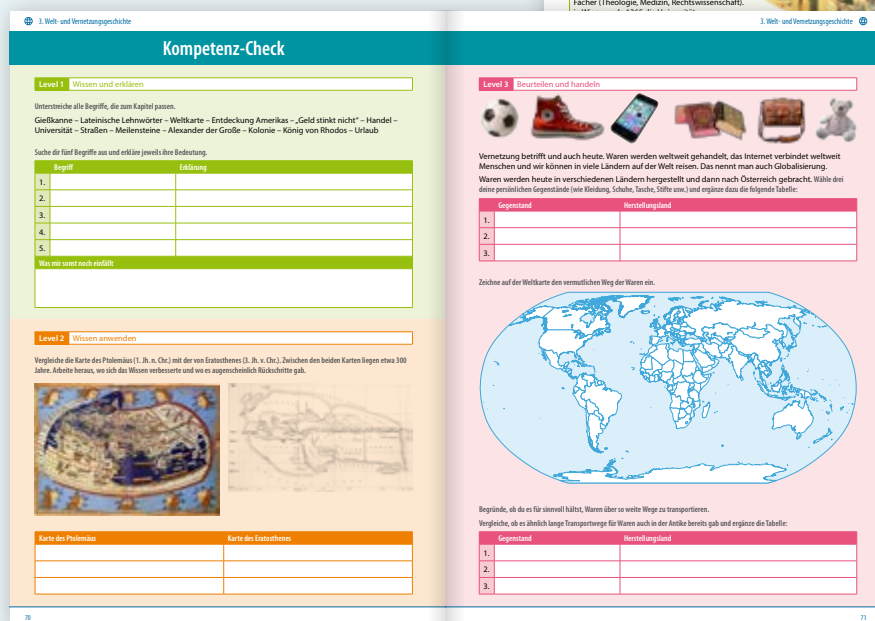 Fächer (Theologie, Medizin, Rechtswissenschaft).
3. Welt- und Vernetzungsgeschichte
Kompetenz-Check
Level 1 Wissen und erklären
Unterstreiche alle Begriffe, die zum Kapitel passen.
Gießkanne – Lateinische Lehnwörter – Weltkarte – Entdeckung Amerikas – „Geld stinkt nicht“ – Handel –
Universität – Straßen – Meilensteine – Alexander der Große – Kolonie – König von Rhodos – Urlaub
Suche dir fünf Begriffe aus und erkläre jeweils ihre Bedeutung.
Begriff Erklärung
1.
2.
3.
4.
5.
Was mir sonst noch einfällt
Level 2 Wissen anwenden
Vergleiche die Karte des Ptolemäus (1. Jh. n. Chr.) mit der von Eratosthenes (3. Jh. v. Chr.). Zwischen den beiden Karten liegen etwa 300
Jahre. Arbeite heraus, wo sich das Wissen verbesserte und wo es augenscheinlich Rückschritte gab.
Karte des Ptolemäus Karte des Eratosthenes
70
3. Welt- und Vernetzungsgeschichte
Level 3 Beurteilen und handeln
Vernetzung betrifft und auch heute. Waren werden weltweit gehandelt, das Internet verbindet weltweit
Menschen und wir können in viele Ländern auf der Welt reisen. Das nennt man auch Globalisierung.
Waren werden heute in verschiedenen Ländern hergestellt und dann nach Österreich gebracht. Wähle drei
deine persönlichen Gegenstände (wie Kleidung, Schuhe, Tasche, Stifte usw.) und ergänze dazu die folgende Tabelle:
Gegenstand Herstellungsland
1.
2.
3.
Zeichne auf der Weltkarte den vermutlichen Weg der Waren ein.
Begründe, ob du es für sinnvoll hältst, Waren über so weite Wege zu transportieren.
Vergleiche, ob es ähnlich lange Transportwege für Waren auch in der Antike bereits gab und ergänze die Tabelle:
Gegenstand Herstellungsland
1.
2.
3.
71